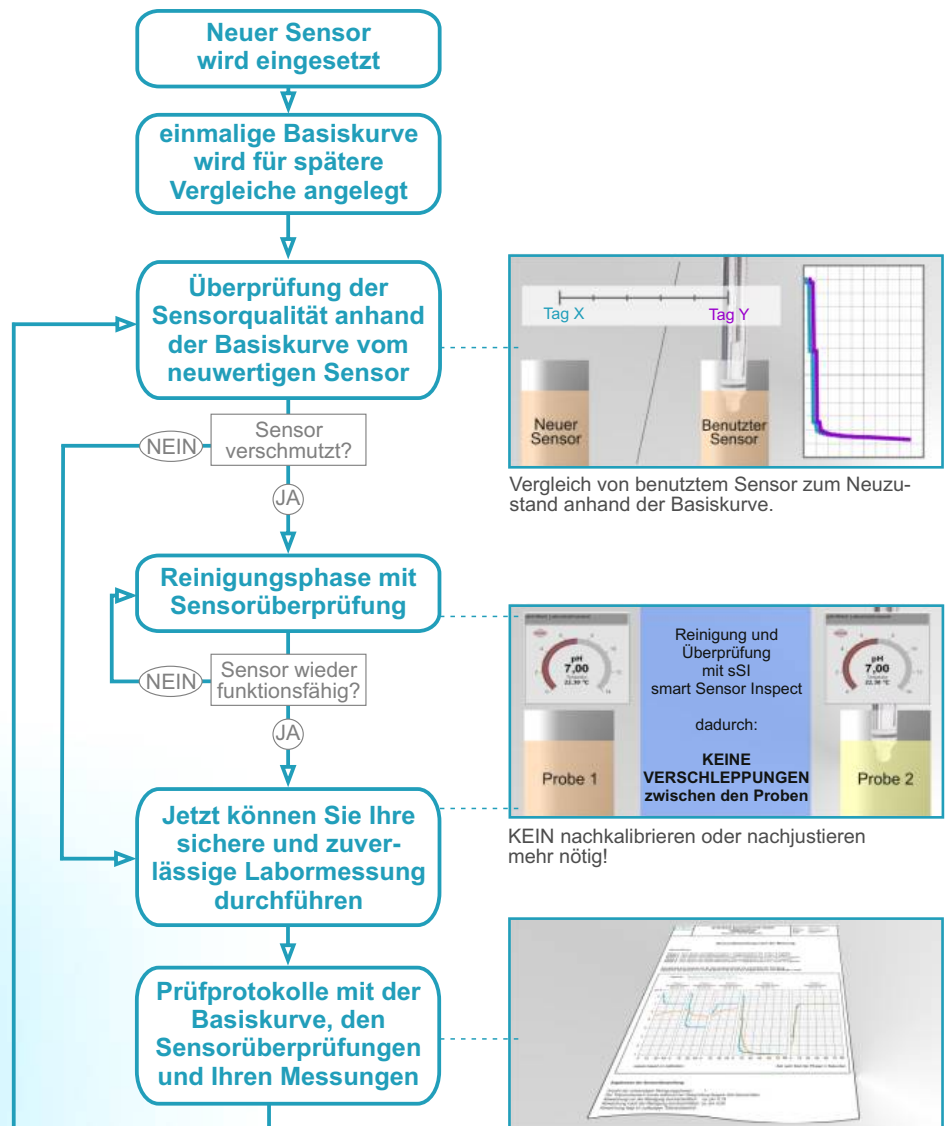 Neuer Sensor
wird eingesetzt
einmalige Basiskurve
wird für spätere
Vergleiche angelegt
Überprüfung der
Sensorqualität anhand
der Basiskurve vom
neuwertigen Sensor
Tag X
Tag Y
Neuer
Sensor
Benutzter
Sensor
Vergleich von benutztem Sensor zum Neuzu-
stand anhand der Basiskurve.
Sensor
verschmutzt?
NEIN
JA
Reinigungsphase mit
Sensorüberprüfung
Sensor wieder
funktionsfähig?
NEIN
JA
pH
7,00
22,30 °C
Probe 1
Reinigung und
Überprüfung
mit sSI
smart Sensor Inspect
dadurch:
KEINE
VERSCHLEPPUNGEN
zwischen den Proben
pH
7,00
22,30 °C
Probe 2
KEIN nachkalibrieren oder nachjustieren
mehr nötig!
Jetzt können Sie Ihre
sichere und zuver-
lässige Labormessung
durchführen
Prüfprotokolle mit der
Basiskurve, den
Sensorüberprüfungen
und Ihren Messungen